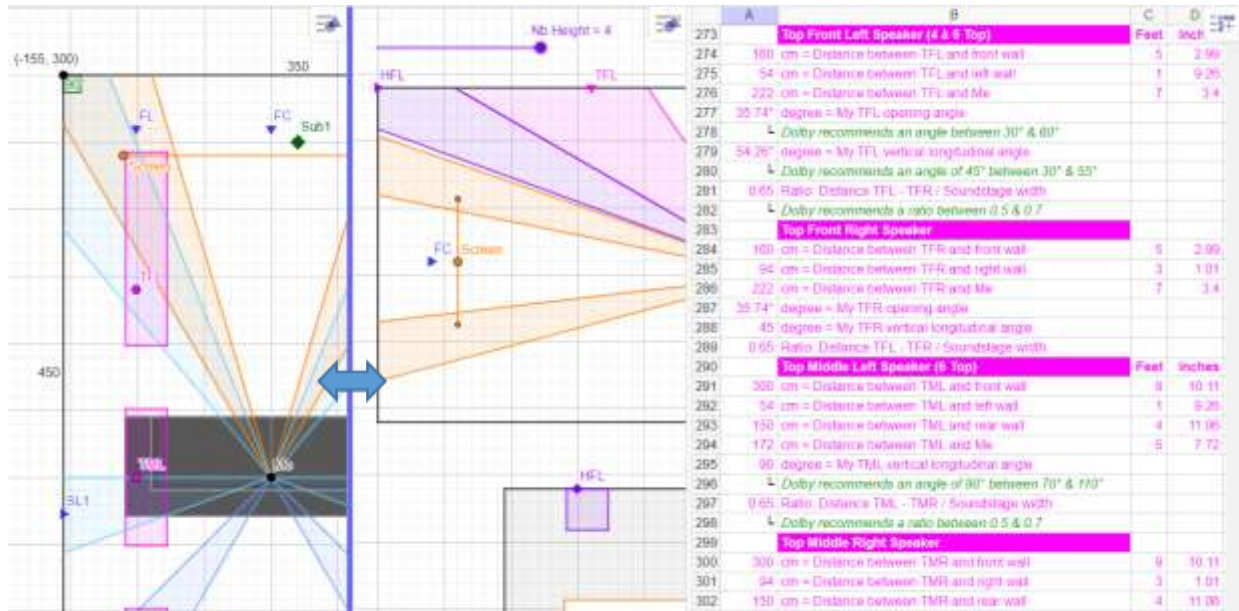 (-155, 300)
350
FL
FC
Sub1
Screen
450
TML
Me
SL1
Nb Height = 4
HFL
TFL
FC
Screen
HFL
A B C D
273 Top Front Left Speaker (4 à 6 Top) Feet Inch
274 160 cm = Distance between TFL and front wall 5 2.99
275 54 cm = Distance between TFL and left wall 1 9.26
276 222 cm = Distance between TFL and Me 7 3.4
277 35.74° degree = My TFL opening angle
278 Dolby recommends an angle between 30° & 60°
279 54.26° degree = My TFL vertical longitudinal angle
280 Dolby recommends an angle of 45° between 30° & 55°
281 0.65 Ratio: Distance TFL - TFR / Soundstage width
282 Dolby recommends a ratio between 0.5 & 0.7
283 Top Front Right Speaker
284 160 cm = Distance between TFR and front wall 5 2.99
285 94 cm = Distance between TFR and right wall 3 1.01
286 222 cm = Distance between TFR and Me 7 3.4
287 35.74° degree = My TFR opening angle
288 45 degree = My TFR vertical longitudinal angle
289 0.65 Ratio: Distance TFL - TFR / Soundstage width
290 Top Middle Left Speaker (6 Top) Feet Inches
291 300 cm = Distance between TML and front wall 9 10.11
292 54 cm = Distance between TML and left wall 1 9.26
293 150 cm = Distance between TML and rear wall 4 11.06
294 172 cm = Distance between TML and Me 5 7.72
295 90 degree = My TML vertical longitudinal angle
296 Dolby recommends an angle of 90° between 70° & 110°
297 0.65 Ratio: Distance TML - TMR / Soundstage width
298 Dolby recommends a ratio between 0.5 & 0.7
299 Top Middle Right Speaker
300 300 cm = Distance between TMR and front wall 9 10.11
301 94 cm = Distance between TMR and right wall 3 1.01
302 150 cm = Distance between TMR and rear wall 4 11.06